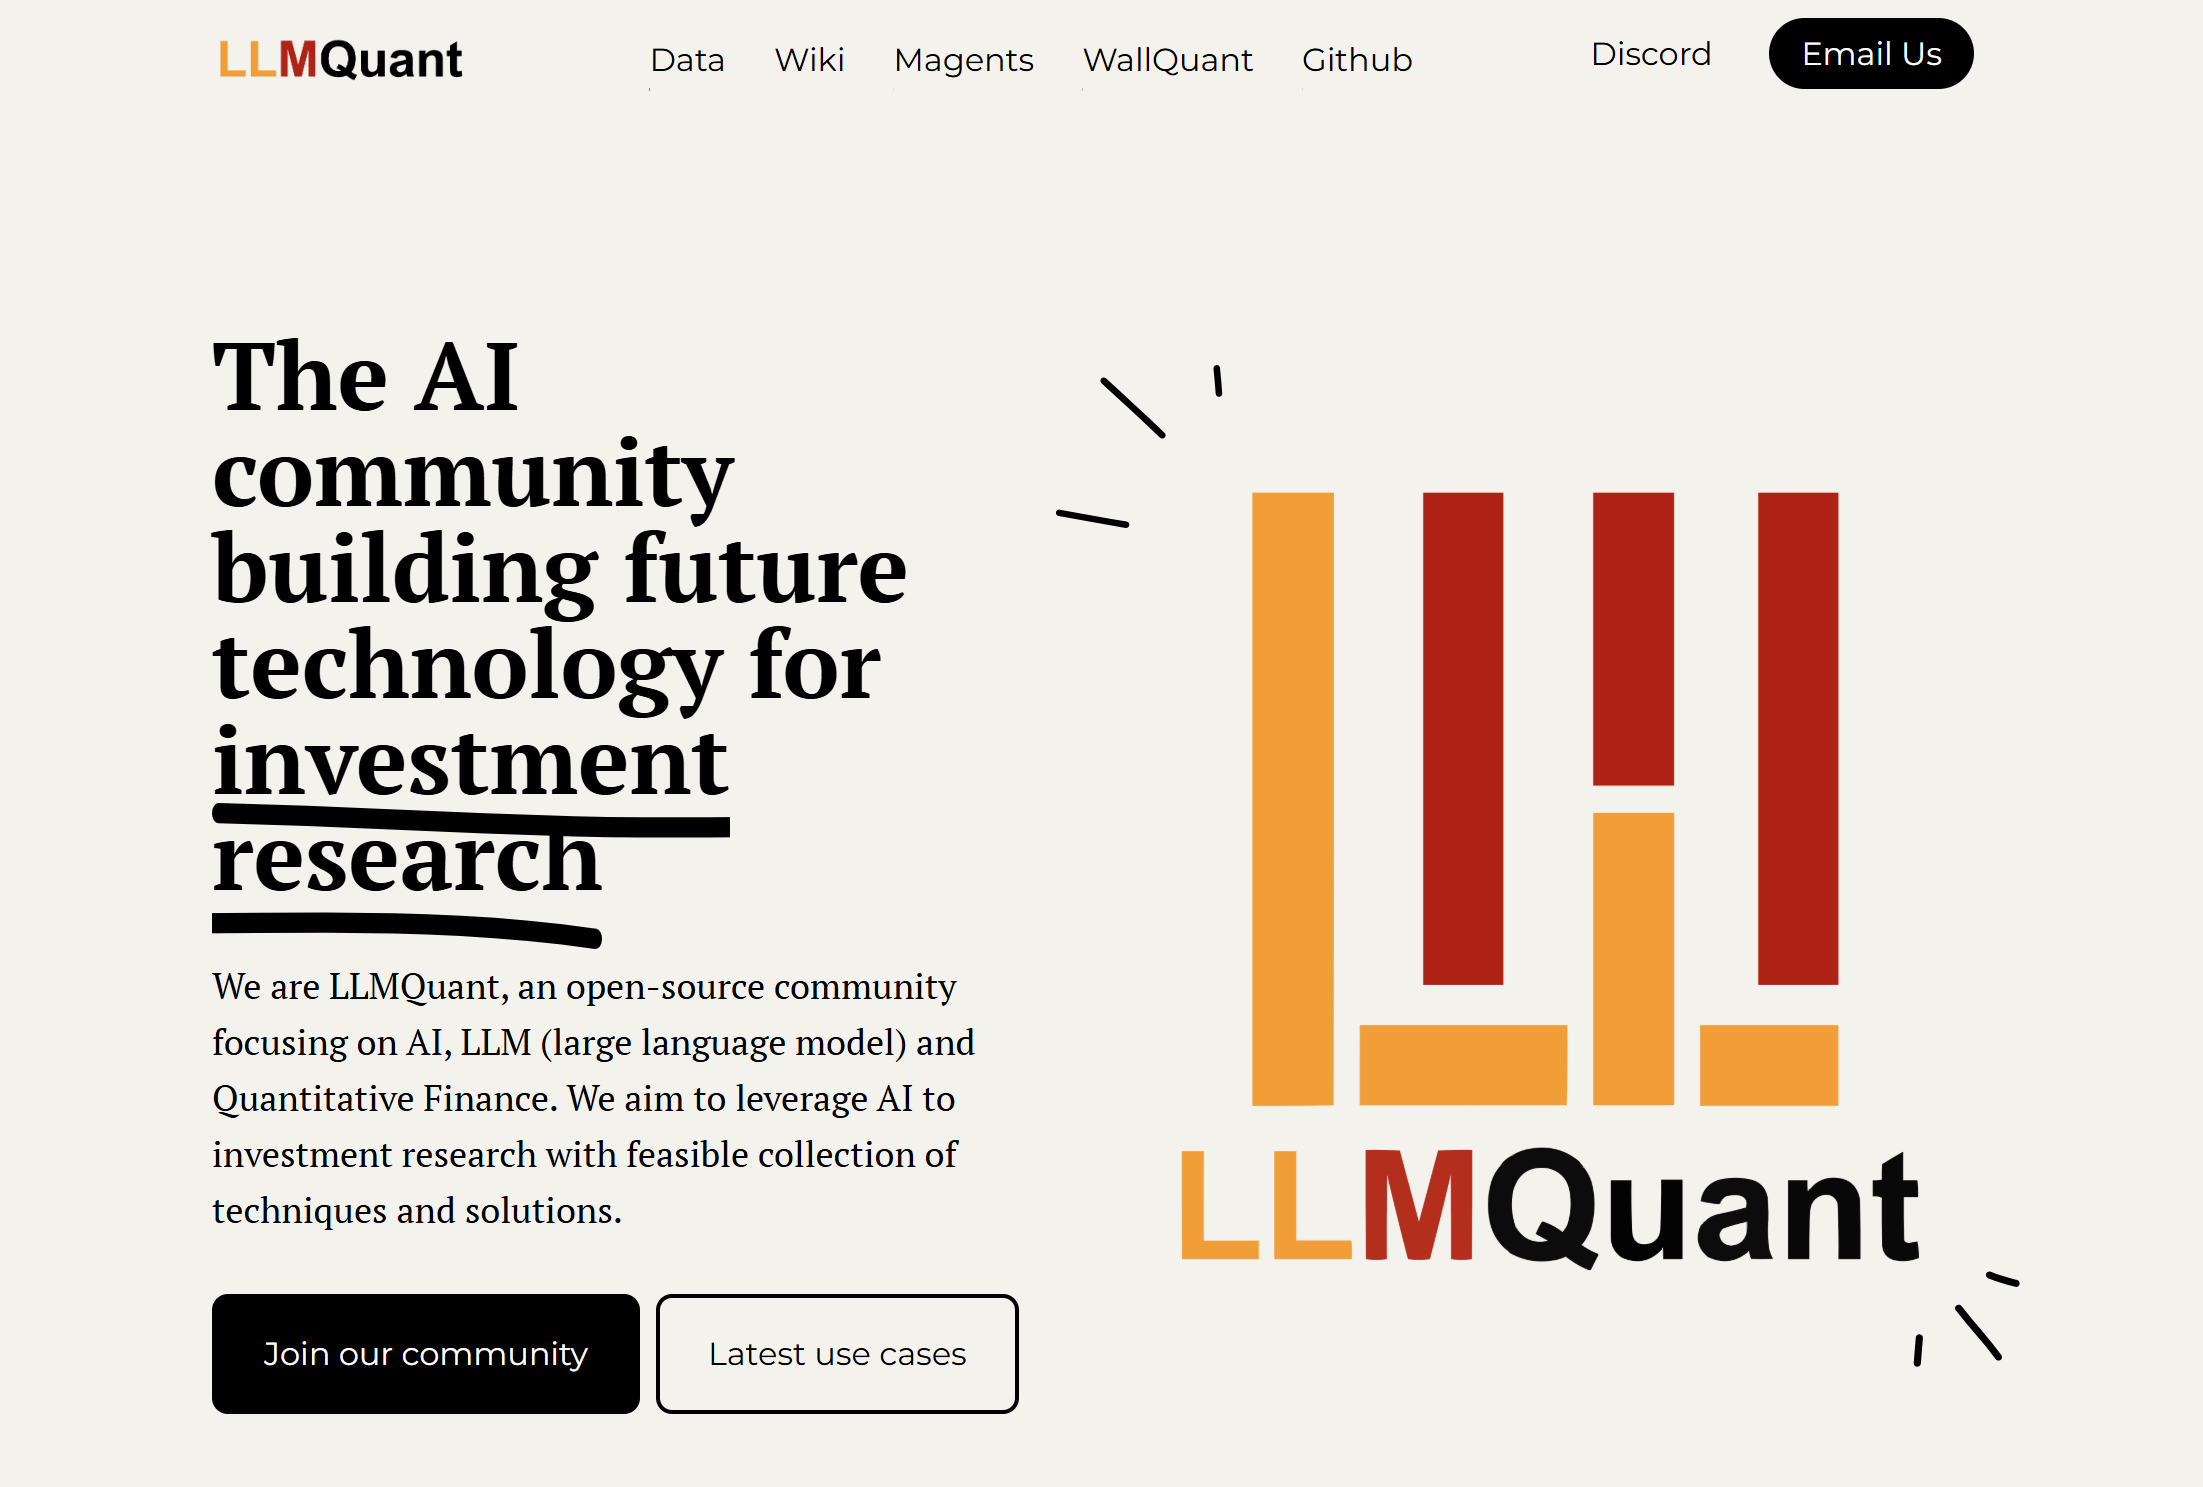 LLMQuant
Data Wiki Magents WallQuant Github Discord Email Us
The AI
community
building future
technology for
investment
research
We are LLMQuant, an open-source community
focusing on AI, LLM (large language model) and
Quantitative Finance. We aim to leverage AI to
investment research with feasible collection of
techniques and solutions.
Join our community Latest use cases
LLMQuant